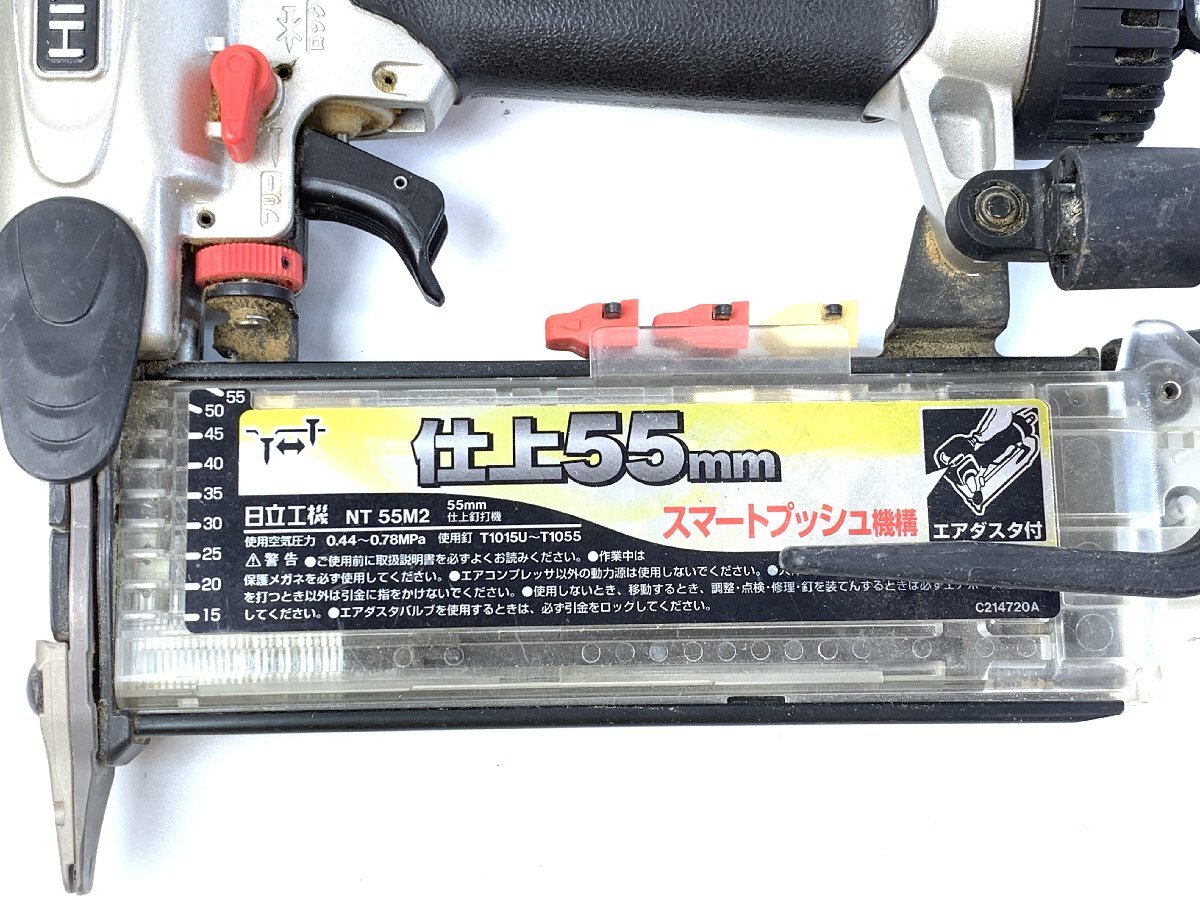 HI
ロック
フリー
55
50
45
40
35
30
25
20
15
仕上55mm
日立工機 NT 55M2 55mm 仕上釘打機
スマートプッシュ機構
エアダスタ付
使用空気圧力 0.44～0.78MPa 使用釘 T1015U～T1055
⚠警告 ●ご使用前に取扱説明書を必ずよくお読みください。●作業中は
保護メガネを必ず使用してください。●エアコンプレッサ以外の動力源は使用しないでください。
を打つとき以外は引金に指をかけないでください。●使用しないとき、移動するとき、調整・点検・修理・釘を装てんするときは必ずエアホ
してください。●エアダスタバルブを使用するときは、必ず引金をロックしてください。
C214720A